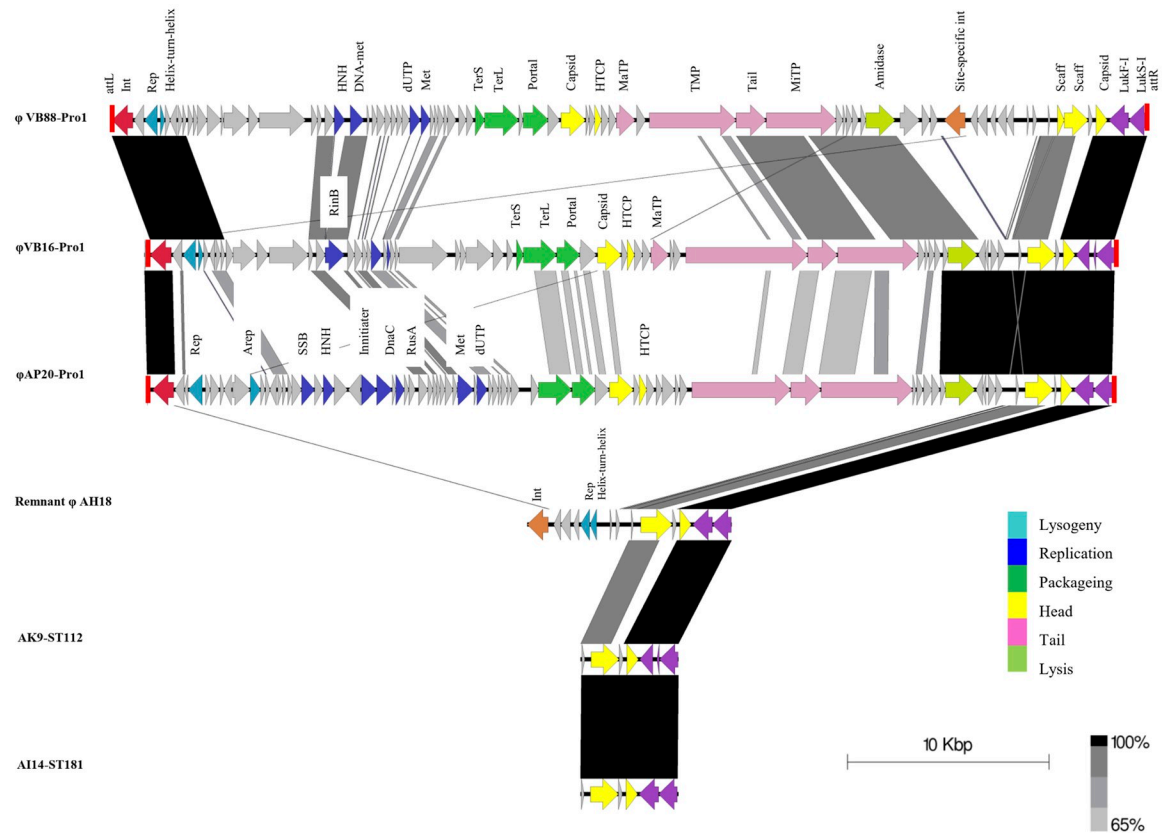 attL
Int
Rep
Helix-turn-helix
HNH
DNA-met
dUTP
Met
TerS
TerL
Portal
Capsid
HTCP
MaTP
TMP
Tail
MiTP
Amidase
Site-specific int
Scaff
Scaff
Capsid
LukF-I
LukS-I
attR
φ VB88-Pro1
RinB
TerS
TerL
Portal
Capsid
HTCP
MaTP
φVB16-Pro1
Rep
Arep
SSB
HNH
Innitiater
DnaC
RusA
Met
dUTP
HTCP
φAP20-Pro1
Int
Rep
Helix-turn-helix
Remnant φ AH18
AK9-ST112
AI14-ST181
Lysogeny
Replication
Packageing
Head
Tail
Lysis
10 Kbp
100%
65%